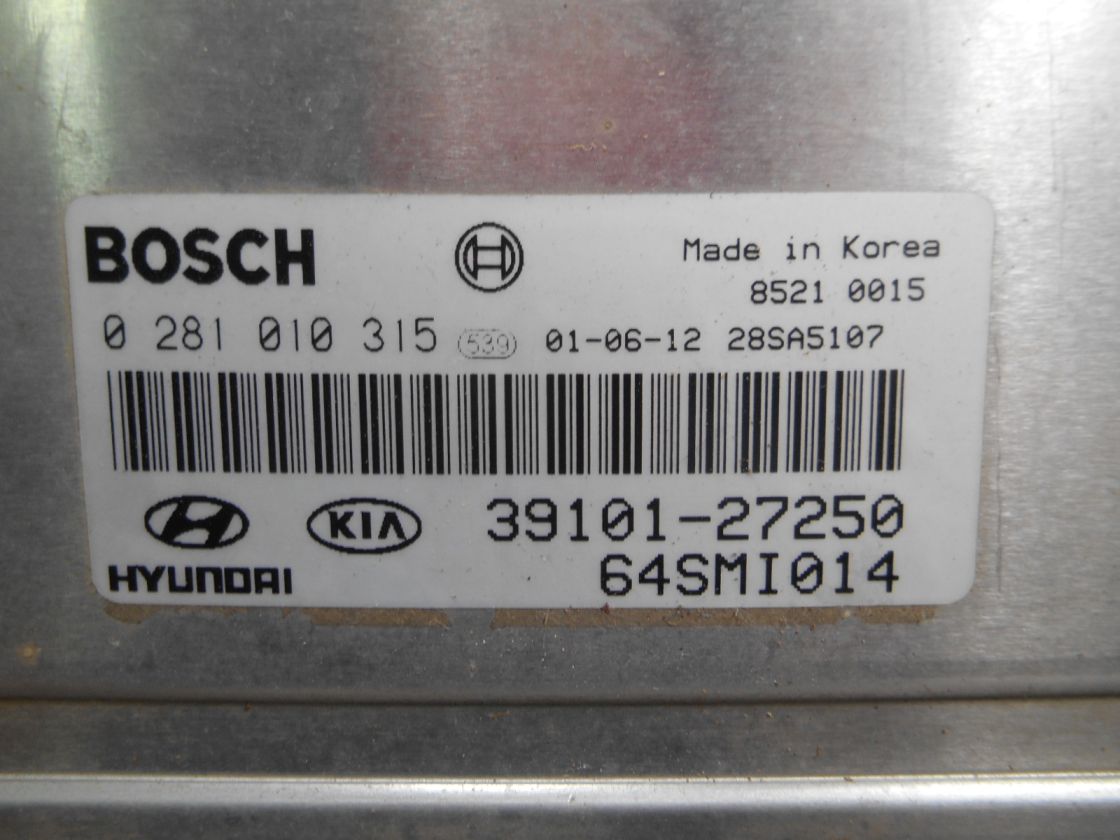 BOSCH
Made in Korea
8521 0015
0 281 010 315 539 01-06-12 28SA5107
KIA 39101-27250
HYUNDAI 64SMI014